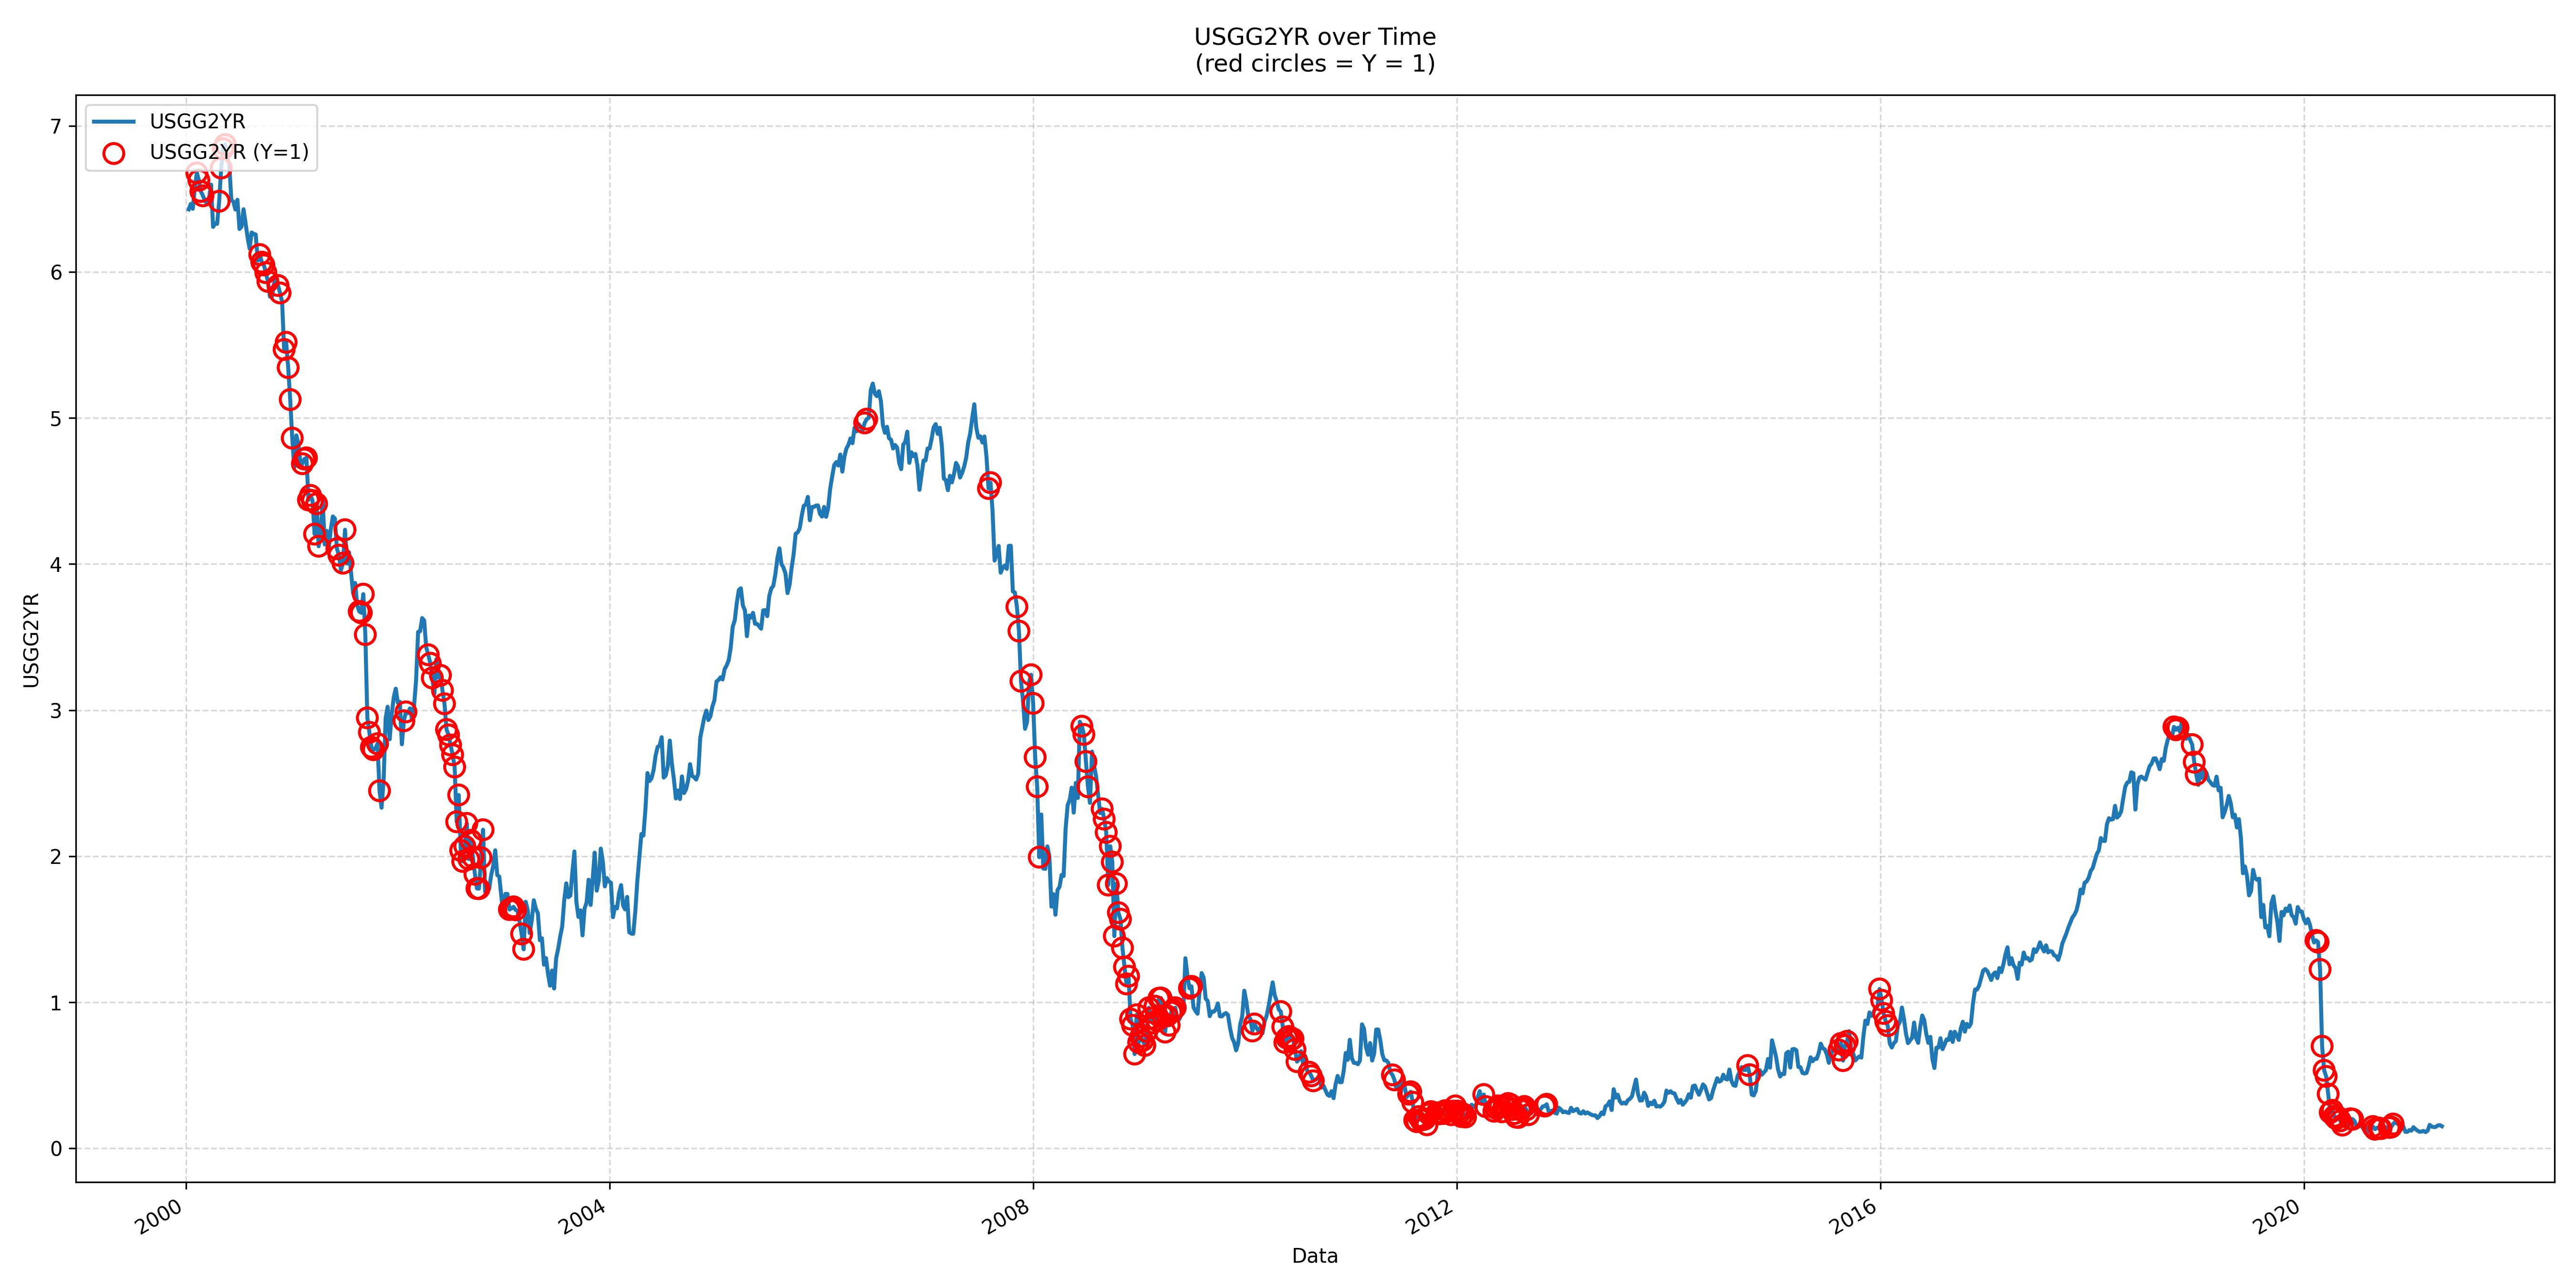 USGG2YR over Time
(red circles = Y = 1)
USGG2YR
USGG2YR (Y=1)
7
6
5
4
3
2
1
0
USGG2YR
2000
2004
2008
2012
2016
2020
Data